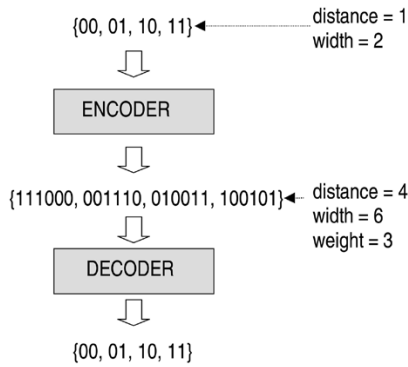 {00, 01, 10, 11}
distance = 1
width = 2
ENCODER
{111000, 001110, 010011, 100101}
distance = 4
width = 6
weight = 3
DECODER
{00, 01, 10, 11}